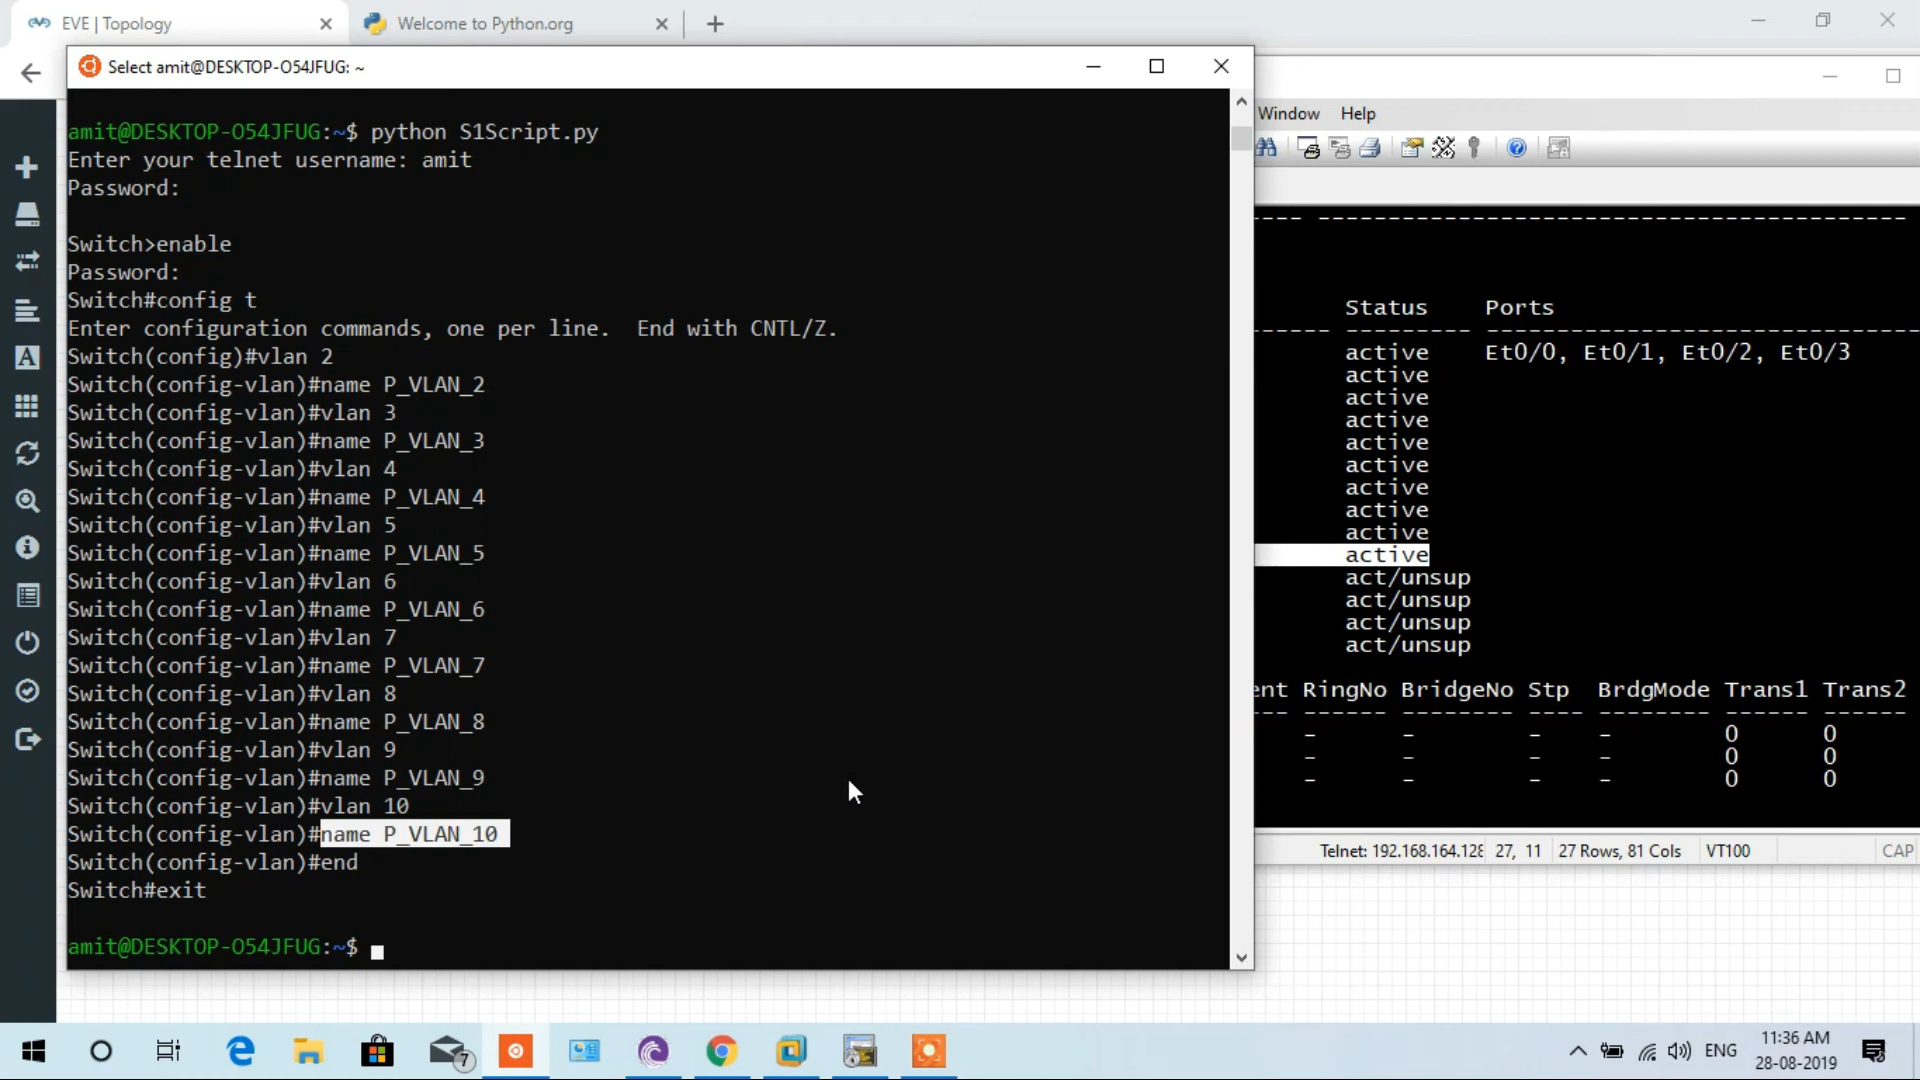 EVE | Topology
Welcome to Python.org
Select amit@DESKTOP-O54JFUG: ~
amit@DESKTOP-O54JFUG:~$ python S1Script.py
Enter your telnet username: amit
Password:
Switch>enable
Password:
Switch#config t
Enter configuration commands, one per line.  End with CNTL/Z.
Switch(config)#vlan 2
Switch(config-vlan)#name P_VLAN_2
Switch(config-vlan)#vlan 3
Switch(config-vlan)#name P_VLAN_3
Switch(config-vlan)#vlan 4
Switch(config-vlan)#name P_VLAN_4
Switch(config-vlan)#vlan 5
Switch(config-vlan)#name P_VLAN_5
Switch(config-vlan)#vlan 6
Switch(config-vlan)#name P_VLAN_6
Switch(config-vlan)#vlan 7
Switch(config-vlan)#name P_VLAN_7
Switch(config-vlan)#vlan 8
Switch(config-vlan)#name P_VLAN_8
Switch(config-vlan)#vlan 9
Switch(config-vlan)#name P_VLAN_9
Switch(config-vlan)#vlan 10
Switch(config-vlan)#name P_VLAN_10
Switch(config-vlan)#end
Switch#exit
amit@DESKTOP-O54JFUG:~$
Window Help
---- ------------------------------------------
Status Ports
------ --------- -------------------------------
active Et0/0, Et0/1, Et0/2, Et0/3
active
active
active
active
active
active
active
active
active
act/unsup
act/unsup
act/unsup
act/unsup
ent RingNo BridgeNo Stp BrdgMode Trans1 Trans2
--- ------ -------- ---- -------- ------ ------
- - - - 0 0
- - - - 0 0
- - - - 0 0
Telnet: 192.168.164.128 27, 11 27 Rows, 81 Cols VT100 CAP
7
ENG
11:36 AM
28-08-2019